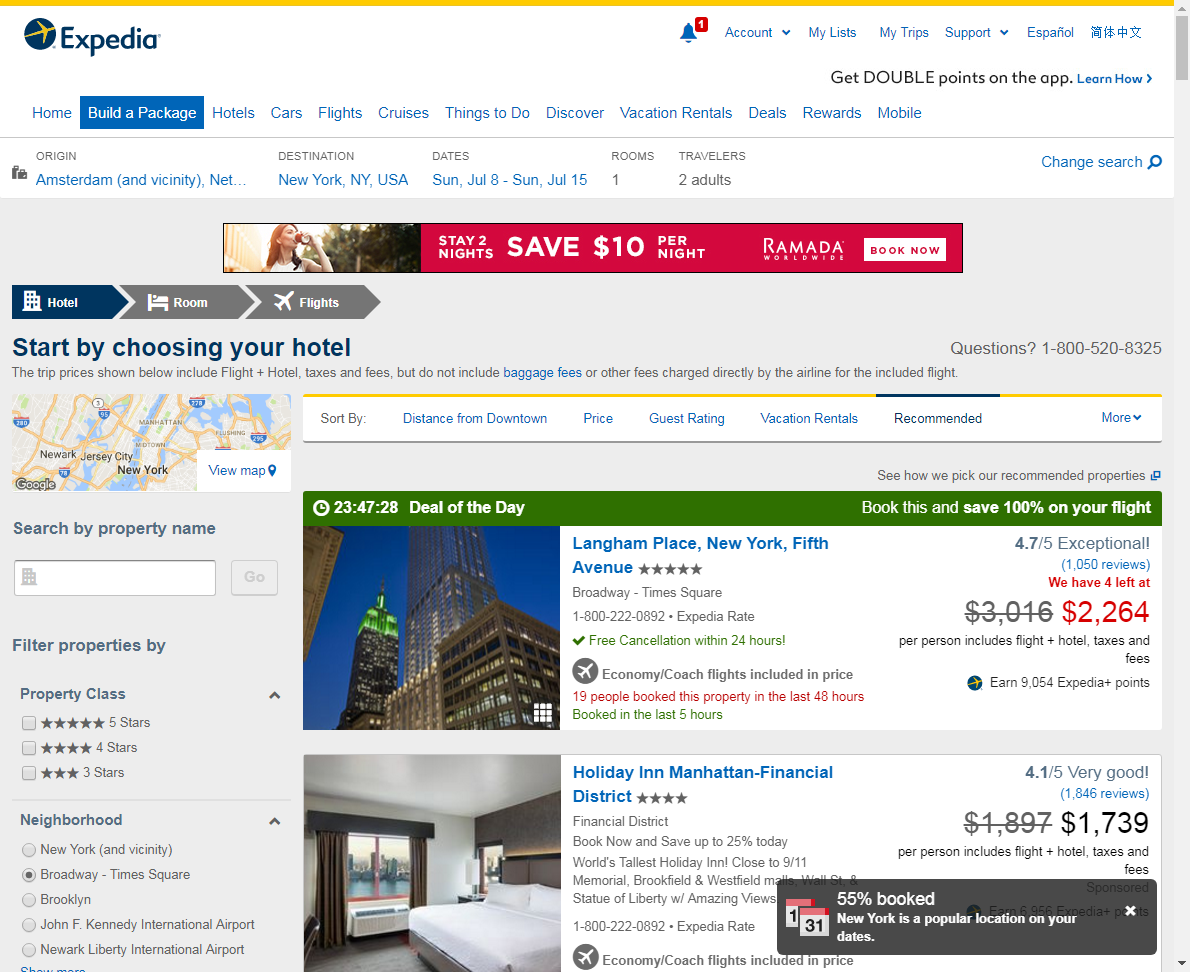 Expedia
1
Account
My Lists
My Trips
Support
Español
简体中文
Get DOUBLE points on the app. Learn How
Home
Build a Package
Hotels
Cars
Flights
Cruises
Things to Do
Discover
Vacation Rentals
Deals
Rewards
Mobile
ORIGIN
Amsterdam (and vicinity), Net...
DESTINATION
New York, NY, USA
DATES
Sun, Jul 8 - Sun, Jul 15
ROOMS
1
TRAVELERS
2 adults
Change search
STAY 2
NIGHTS
SAVE $10
PER
NIGHT
RAMADA
WORLDWIDE
BOOK NOW
Hotel
Room
Flights
Start by choosing your hotel
Questions? 1-800-520-8325
The trip prices shown below include Flight + Hotel, taxes and fees, but do not include baggage fees or other fees charged directly by the airline for the included flight.
MANHATTAN
FLUSHING
MIDTOWN
Newark
Jersey City
New York
280
3
95
278
295
78
Google
View map
Sort By:
Distance from Downtown
Price
Guest Rating
Vacation Rentals
Recommended
More
See how we pick our recommended properties
Search by property name
Go
Filter properties by
Property Class
5 Stars
4 Stars
3 Stars
Neighborhood
New York (and vicinity)
Broadway - Times Square
Brooklyn
John F. Kennedy International Airport
Newark Liberty International Airport
Show more
23:47:28 Deal of the Day
Book this and save 100% on your flight
Langham Place, New York, Fifth
Avenue
Broadway - Times Square
1-800-222-0892 • Expedia Rate
Free Cancellation within 24 hours!
Economy/Coach flights included in price
19 people booked this property in the last 48 hours
Booked in the last 5 hours
4.7/5 Exceptional!
(1,050 reviews)
We have 4 left at
$3,016 $2,264
per person includes flight + hotel, taxes and
fees
Earn 9,054 Expedia+ points
Holiday Inn Manhattan-Financial
District
Financial District
Book Now and Save up to 25% today
World's Tallest Holiday Inn! Close to 9/11
Memorial, Brookfield & Westfield malls, Wall St, &
Statue of Liberty w/ Amazing Views
1-800-222-0892 • Expedia Rate
Economy/Coach flights included in price
4.1/5 Very good!
(1,846 reviews)
$1,897 $1,739
per person includes flight + hotel, taxes and
fees
Sponsored
Earn 6,956 Expedia+ points
1
31
55% booked
New York is a popular location on your
dates.